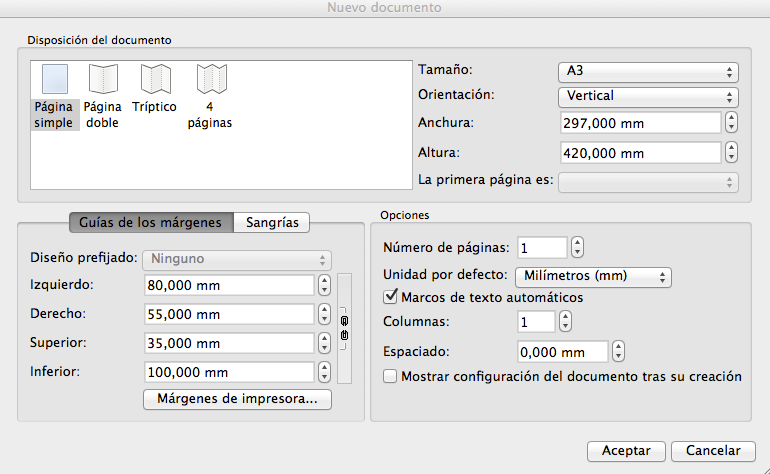 Nuevo documento
Disposición del documento
Página simple
Página doble
Tríptico
4 páginas
Tamaño: A3
Orientación: Vertical
Anchura: 297,000 mm
Altura: 420,000 mm
La primera página es:
Guías de los márgenes
Sangrías
Diseño prefijado: Ninguno
Izquierdo: 80,000 mm
Derecho: 55,000 mm
Superior: 35,000 mm
Inferior: 100,000 mm
Márgenes de impresora...
Opciones
Número de páginas: 1
Unidad por defecto: Milímetros (mm)
Marcos de texto automáticos
Columnas: 1
Espaciado: 0,000 mm
Mostrar configuración del documento tras su creación
Aceptar
Cancelar